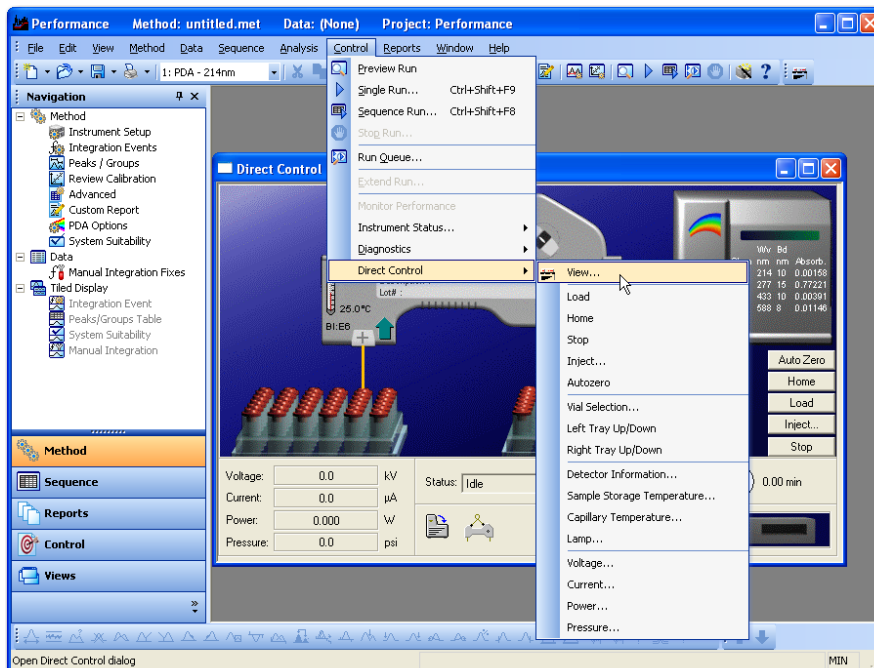 Performance Method: untitled.met Data: (None) Project: Performance
File Edit View Method Data Sequence Analysis Control Reports Window Help
1: PDA - 214nm
Navigation
Method
Instrument Setup
Integration Events
Peaks / Groups
Review Calibration
Advanced
Custom Report
PDA Options
System Suitability
Data
Manual Integration Fixes
Tiled Display
Integration Event
Peaks/Groups Table
System Suitability
Manual Integration
Method
Sequence
Reports
Control
Views
Preview Run
Single Run... Ctrl+Shift+F9
Sequence Run... Ctrl+Shift+F8
Stop Run...
Run Queue...
Extend Run...
Monitor Performance
Instrument Status...
Diagnostics
Direct Control
View...
Load
Home
Stop
Inject...
Autozero
Vial Selection...
Left Tray Up/Down
Right Tray Up/Down
Detector Information...
Sample Storage Temperature...
Capillary Temperature...
Lamp...
Voltage...
Current...
Power...
Pressure...
Direct Control
Lot# :
25.0°C
BI:E6
Wv Bd
nm nm Absorb.
214 10 0.00158
277 15 0.77221
433 10 0.00391
588 8 0.01146
Auto Zero
Home
Load
Inject...
Stop
Voltage: 0.0 kV
Current: 0.0 µA
Power: 0.000 W
Pressure: 0.0 psi
Status: Idle
0.00 min
Open Direct Control dialog
MIN